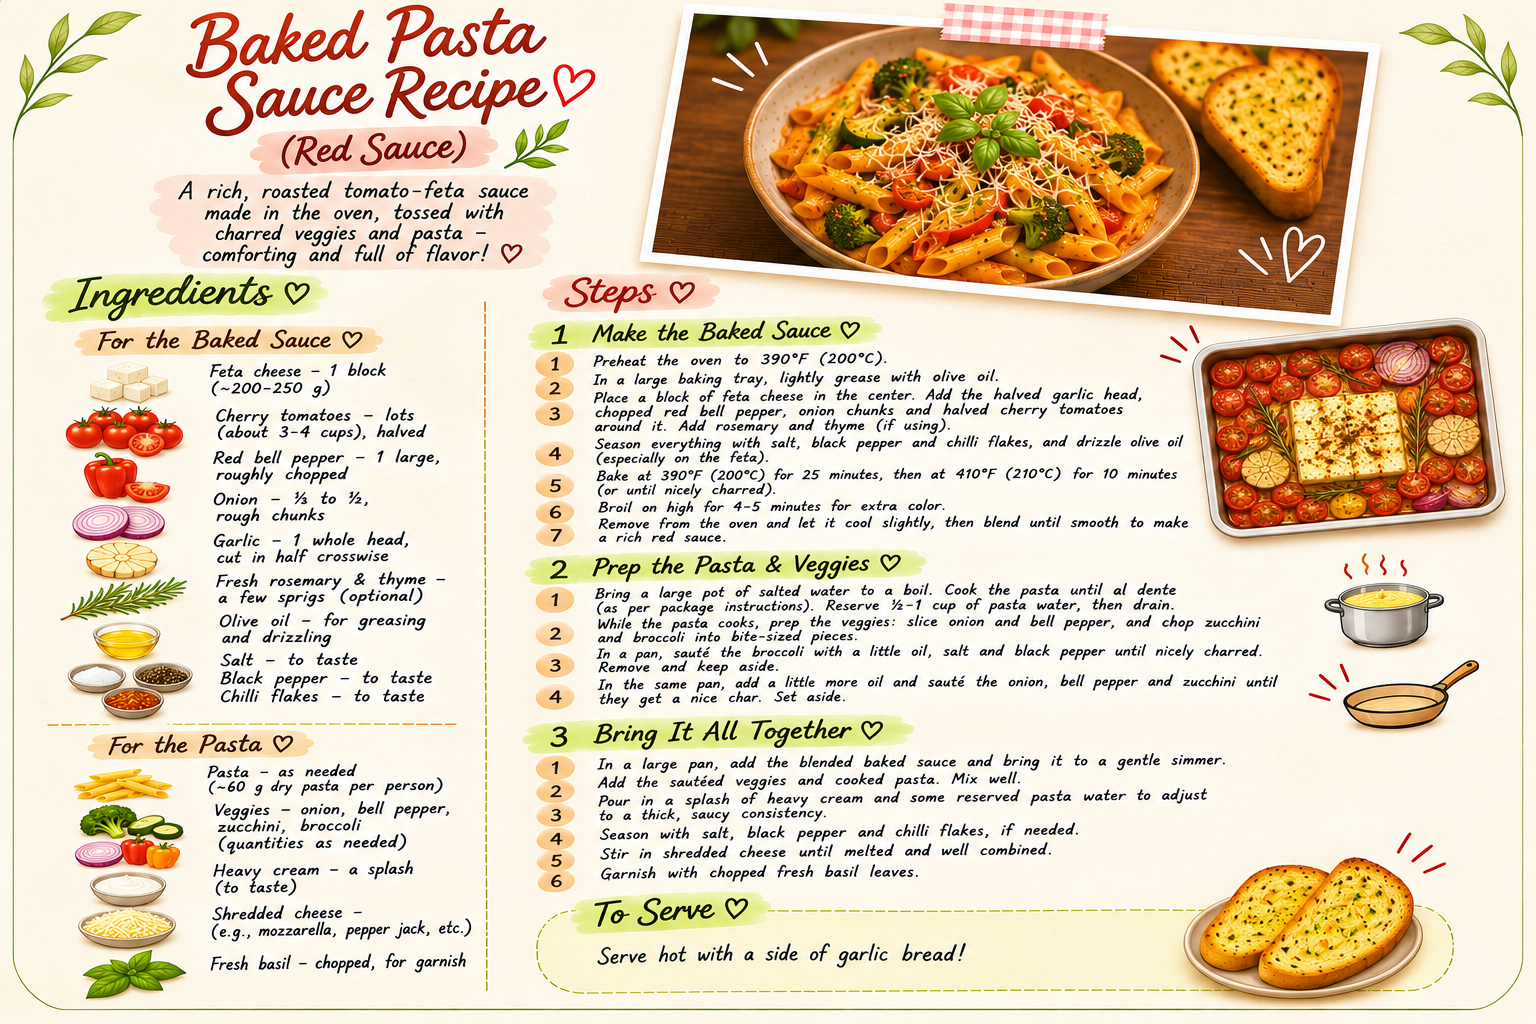 Baked Pasta
Sauce Recipe
(Red Sauce)
A rich, roasted tomato-feta sauce
made in the oven, tossed with
charred veggies and pasta –
comforting and full of flavor!
Ingredients
For the Baked Sauce
Feta cheese – 1 block
(~200-250 g)
Cherry tomatoes – lots
(about 3-4 cups), halved
Red bell pepper – 1 large,
roughly chopped
Onion – ⅓ to ½,
rough chunks
Garlic – 1 whole head,
cut in half crosswise
Fresh rosemary & thyme –
a few sprigs (optional)
Olive oil – for greasing
and drizzling
Salt – to taste
Black pepper – to taste
Chilli flakes – to taste
For the Pasta
Pasta – as needed
(~60 g dry pasta per person)
Veggies – onion, bell pepper,
zucchini, broccoli
(quantities as needed)
Heavy cream – a splash
(to taste)
Shredded cheese –
(e.g., mozzarella, pepper jack, etc.)
Fresh basil – chopped, for garnish
Steps
1 Make the Baked Sauce
1 Preheat the oven to 390°F (200°C).
2 In a large baking tray, lightly grease with olive oil.
3 Place a block of feta cheese in the center. Add the halved garlic head,
chopped red bell pepper, onion chunks and halved cherry tomatoes
around it. Add rosemary and thyme (if using).
4 Season everything with salt, black pepper and chilli flakes, and drizzle olive oil
(especially on the feta).
5 Bake at 390°F (200°C) for 25 minutes, then at 410°F (210°C) for 10 minutes
(or until nicely charred).
6 Broil on high for 4-5 minutes for extra color.
7 Remove from the oven and let it cool slightly, then blend until smooth to make
a rich red sauce.
2 Prep the Pasta & Veggies
1 Bring a large pot of salted water to a boil. Cook the pasta until al dente
(as per package instructions). Reserve ½-1 cup of pasta water, then drain.
2 While the pasta cooks, prep the veggies: slice onion and bell pepper, and chop zucchini
and broccoli into bite-sized pieces.
3 In a pan, sauté the broccoli with a little oil, salt and black pepper until nicely charred.
Remove and keep aside.
4 In the same pan, add a little more oil and sauté the onion, bell pepper and zucchini until
they get a nice char. Set aside.
3 Bring It All Together
1 In a large pan, add the blended baked sauce and bring it to a gentle simmer.
2 Add the sautéed veggies and cooked pasta. Mix well.
3 Pour in a splash of heavy cream and some reserved pasta water to adjust
to a thick, saucy consistency.
4 Season with salt, black pepper and chilli flakes, if needed.
5 Stir in shredded cheese until melted and well combined.
6 Garnish with chopped fresh basil leaves.
To Serve
Serve hot with a side of garlic bread!